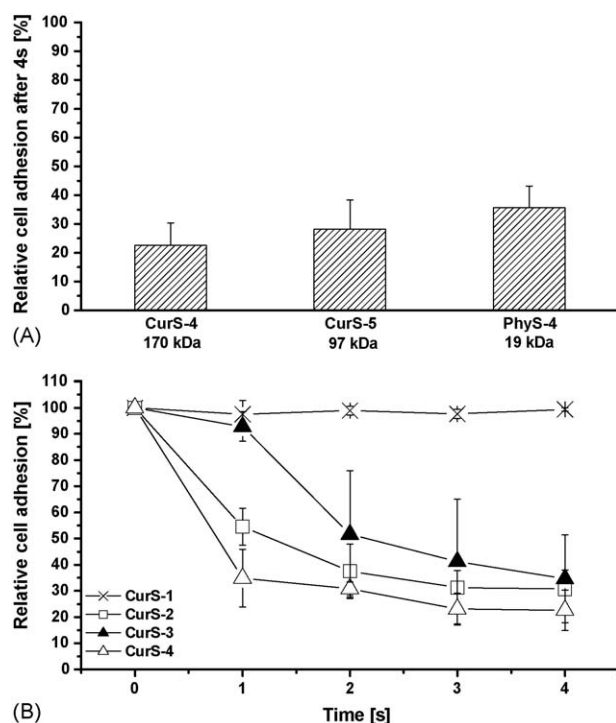 Relative cell adhesion after 4s [%]
100
90
80
70
60
50
40
30
20
10
0
CurS-4 CurS-5 PhyS-4
170 kDa 97 kDa 19 kDa
(A)
Relative cell adhesion [%]
110
100
90
80
70
60
50
40
30
20
10
0
CurS-1
CurS-2
CurS-3
CurS-4
0 1 2 3 4
Time [s]
(B)